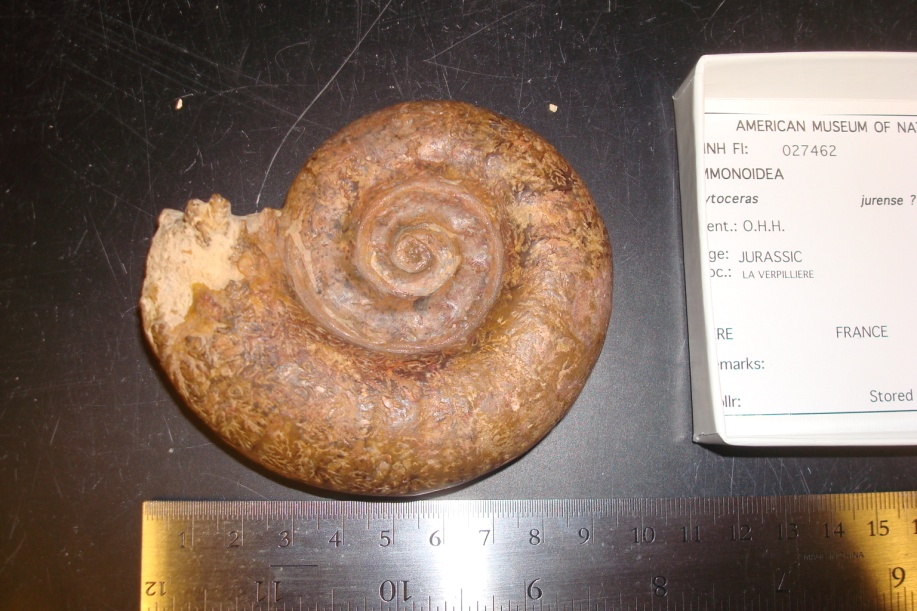 AMERICAN MUSEUM OF NAT
NH FI: 027462
MMONOIDEA
ytoceras jurense ?
ent.: O.H.H.
ge: JURASSIC
oc.: LA VERPILLIERE
RE FRANCE
emarks:
ollr: Stored
1 2 3 4 5 6 7 8 9 10 11 12 13 14 15
12 11 10 9 8 7 6